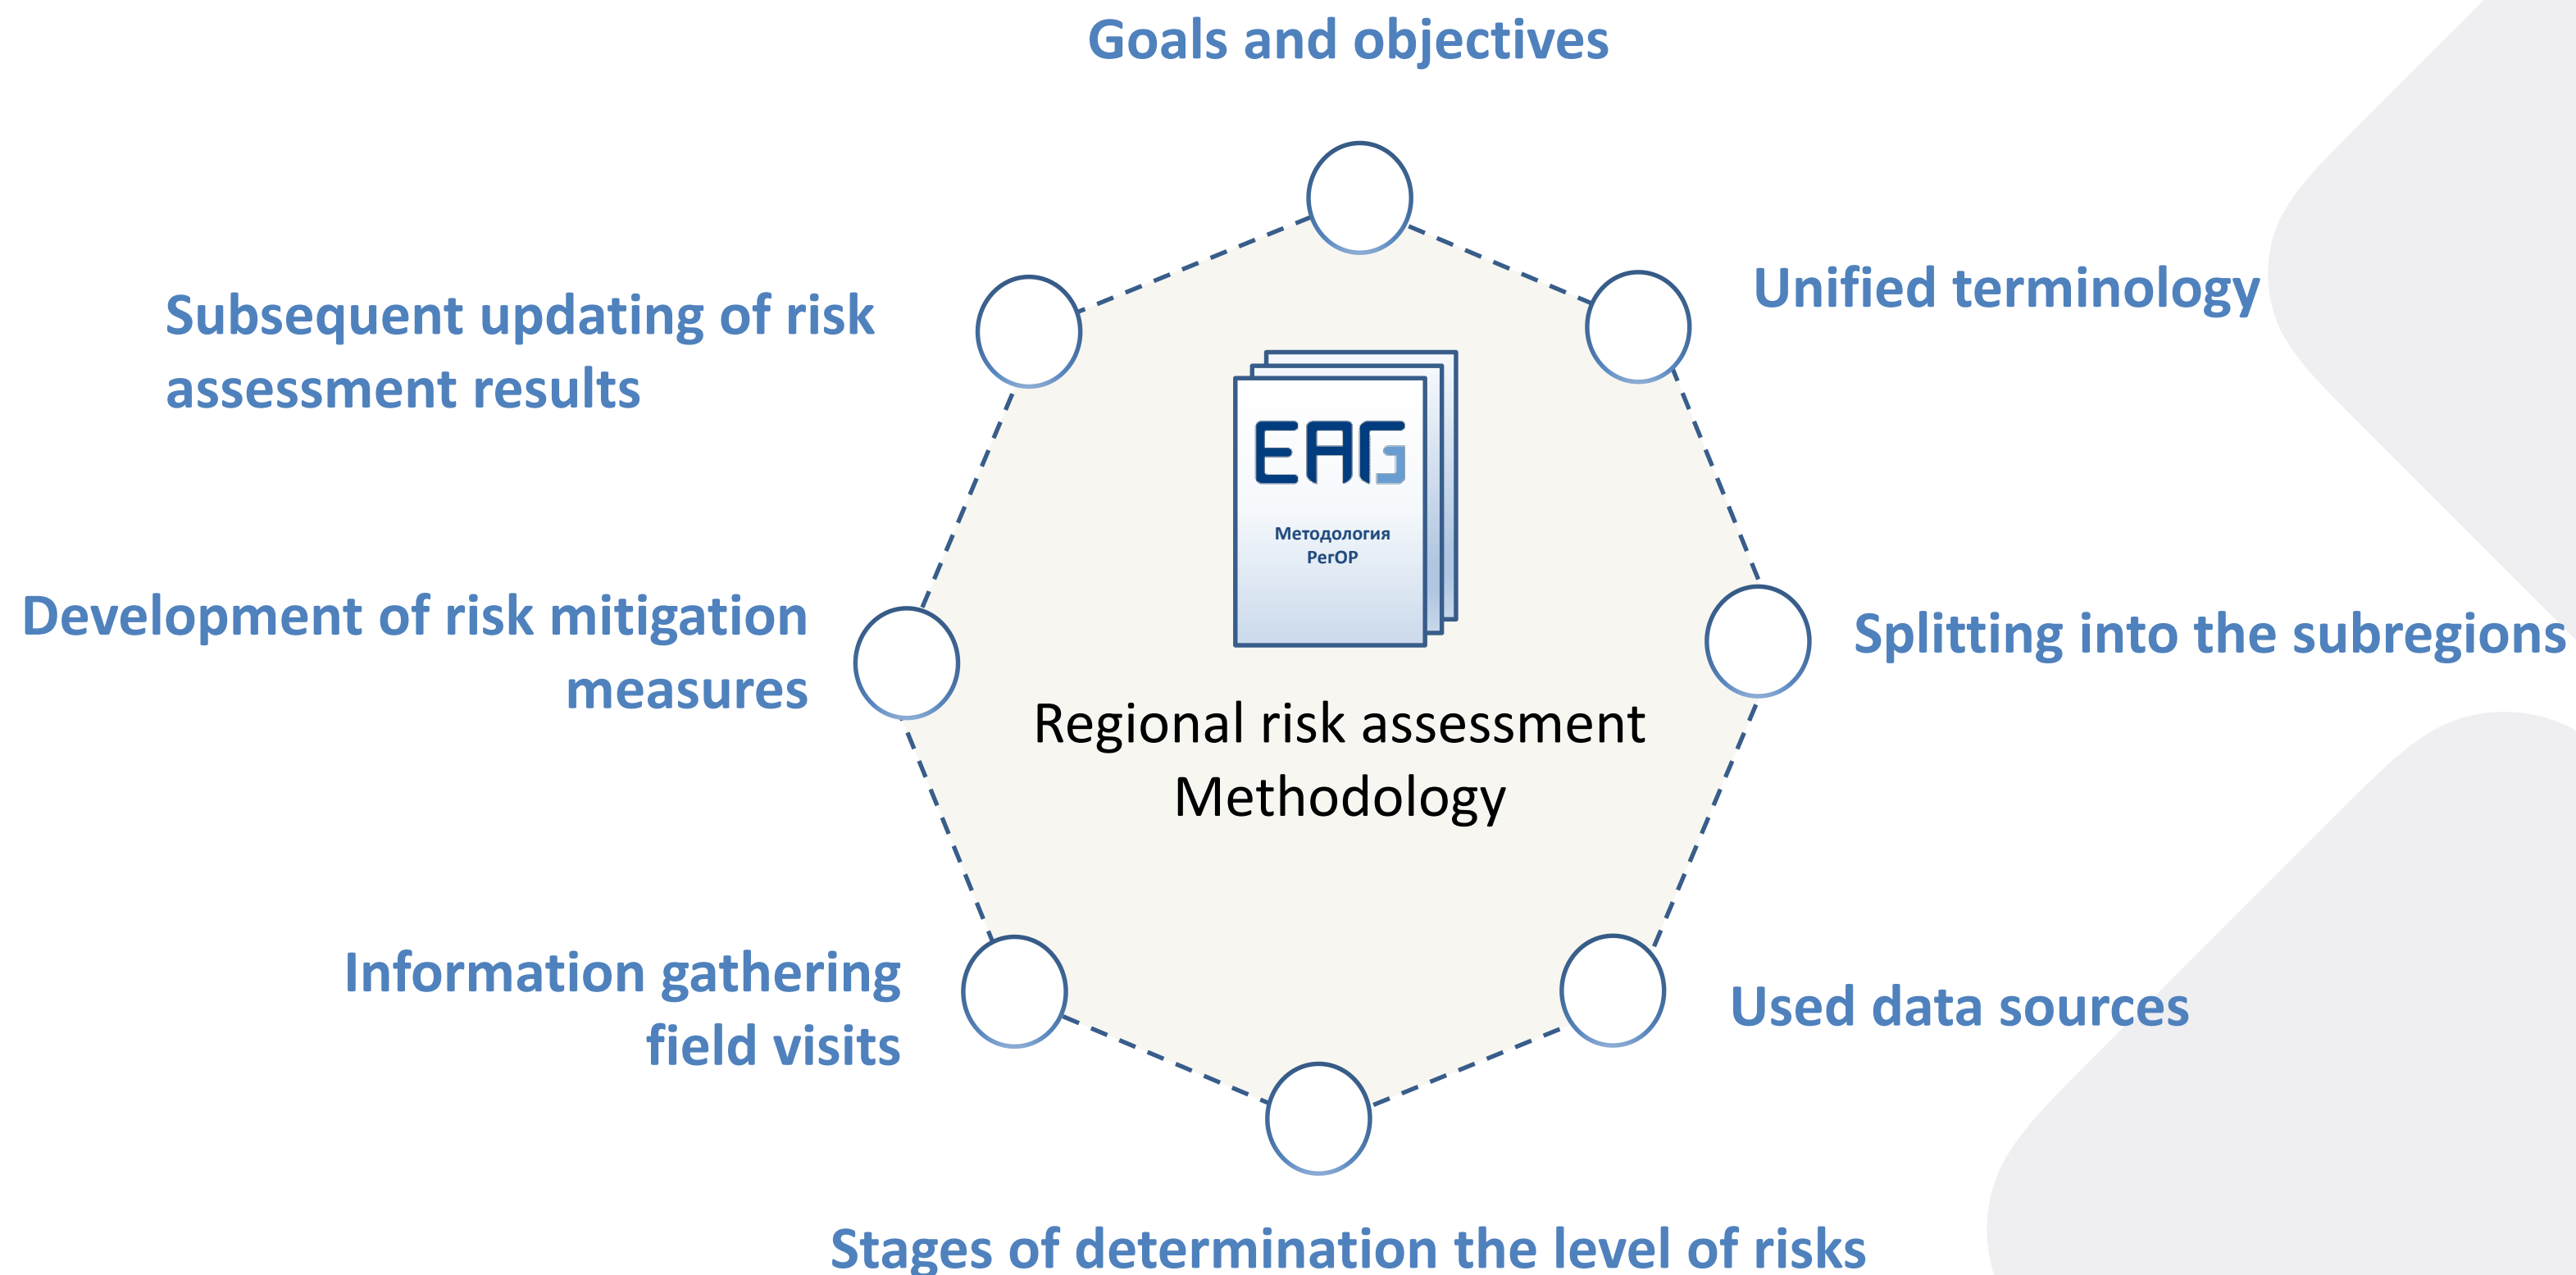 Goals and objectives
Unified terminology
Subsequent updating of risk
assessment results
EAG
Методология
РегОР
Development of risk mitigation
measures
Splitting into the subregions
Regional risk assessment
Methodology
Information gathering
field visits
Used data sources
Stages of determination the level of risks